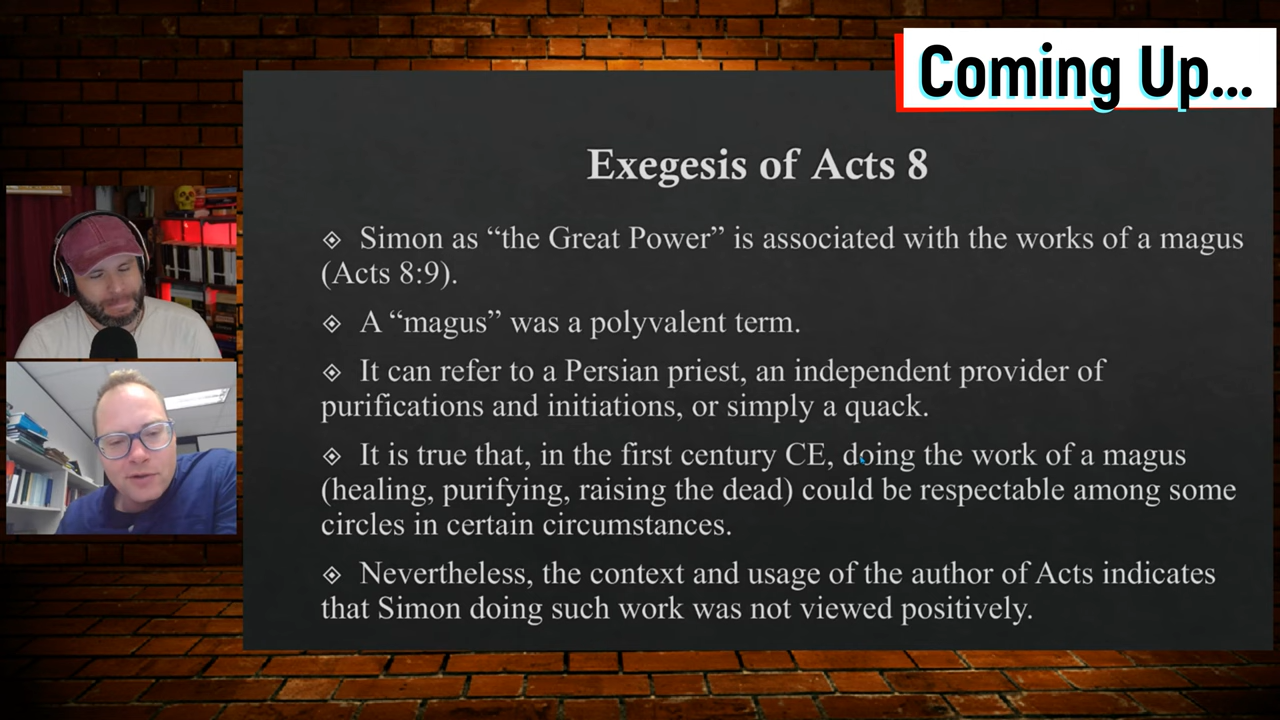 Coming Up...
Exegesis of Acts 8
Simon as “the Great Power” is associated with the works of a magus
(Acts 8:9).
A “magus” was a polyvalent term.
It can refer to a Persian priest, an independent provider of
purifications and initiations, or simply a quack.
It is true that, in the first century CE, doing the work of a magus
(healing, purifying, raising the dead) could be respectable among some
circles in certain circumstances.
Nevertheless, the context and usage of the author of Acts indicates
that Simon doing such work was not viewed positively.